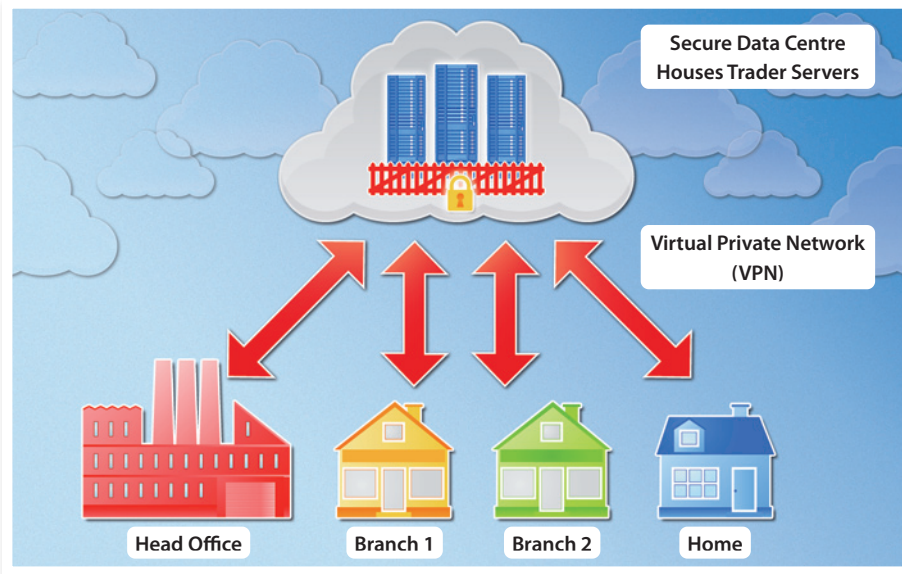 Secure Data Centre
Houses Trader Servers
Virtual Private Network
(VPN)
Head Office
Branch 1
Branch 2
Home